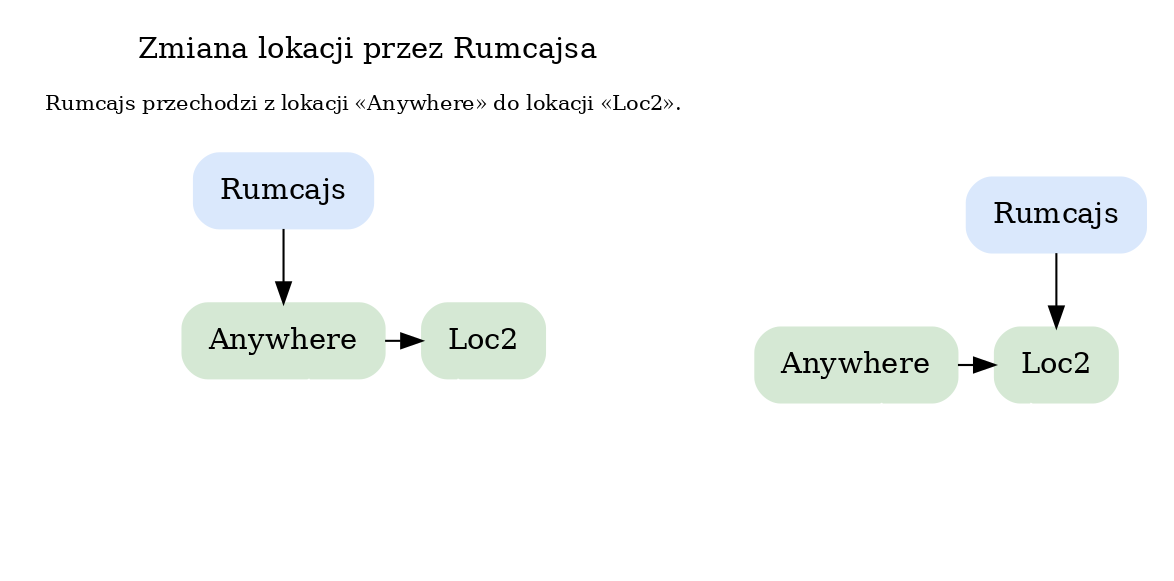 Zmiana lokacji przez Rumcajsa
Rumcajs przechodzi z lokacji «Anywhere» do lokacji «Loc2».
Rumcajs
Anywhere
Loc2
Rumcajs
Anywhere
Loc2